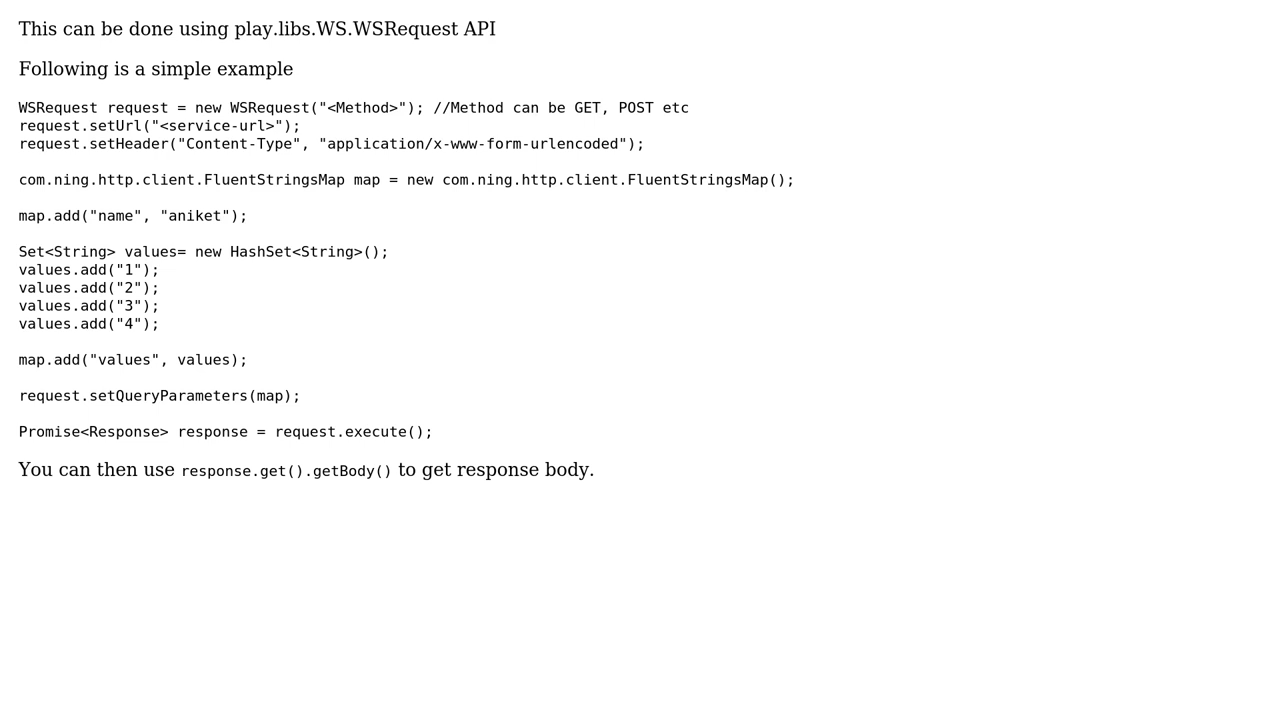 This can be done using play.libs.WS.WSRequest API
Following is a simple example
WSRequest request = new WSRequest("<Method>"); //Method can be GET, POST etc
request.setUrl("<service-url>");
request.setHeader("Content-Type", "application/x-www-form-urlencoded");
com.ning.http.client.FluentStringsMap map = new com.ning.http.client.FluentStringsMap();
map.add("name", "aniket");
Set<String> values= new HashSet<String>();
values.add("1");
values.add("2");
values.add("3");
values.add("4");
map.add("values", values);
request.setQueryParameters(map);
Promise<Response> response = request.execute();
You can then use response.get().getBody() to get response body.